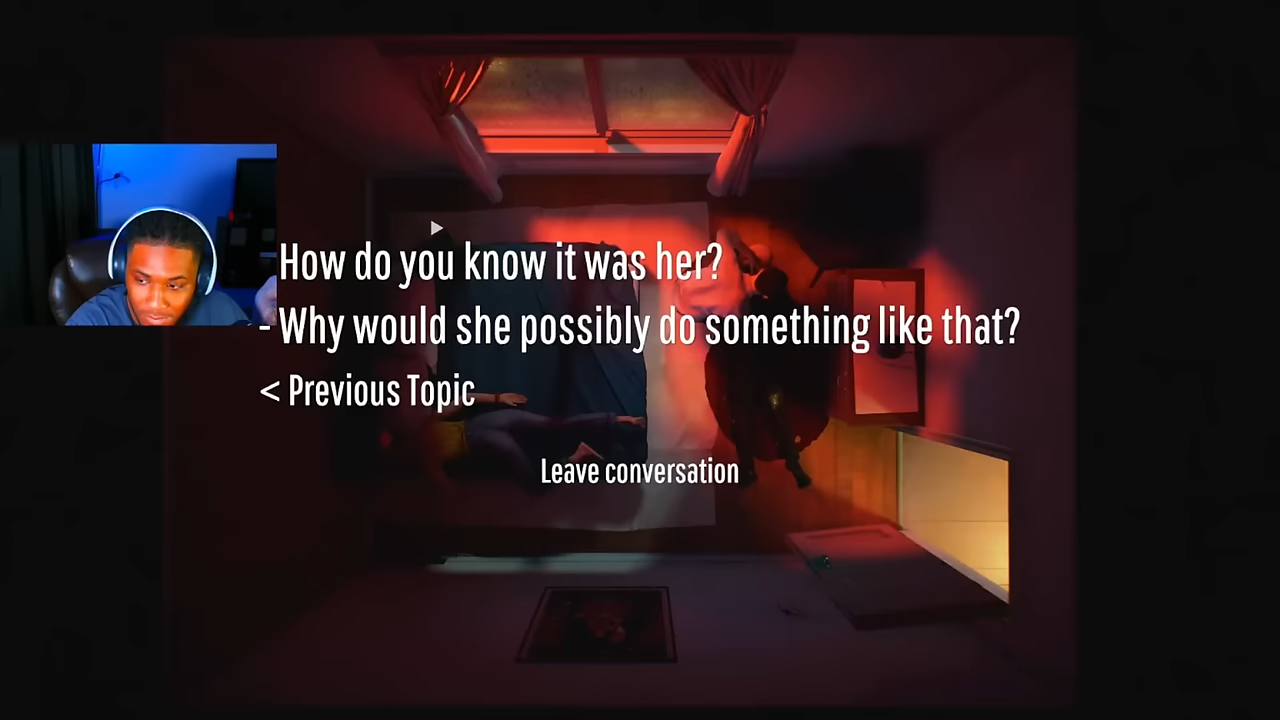 How do you know it was her?
- Why would she possibly do something like that?
< Previous Topic
Leave conversation